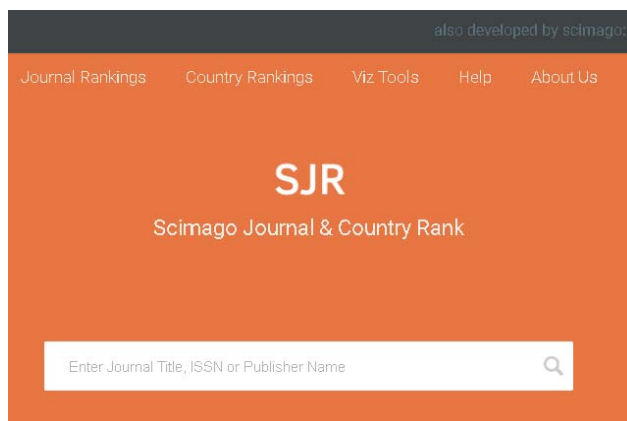 also developed by scimago:
Journal Rankings Country Rankings Viz Tools Help About Us
SJR
Scimago Journal & Country Rank
Enter Journal Title, ISSN or Publisher Name